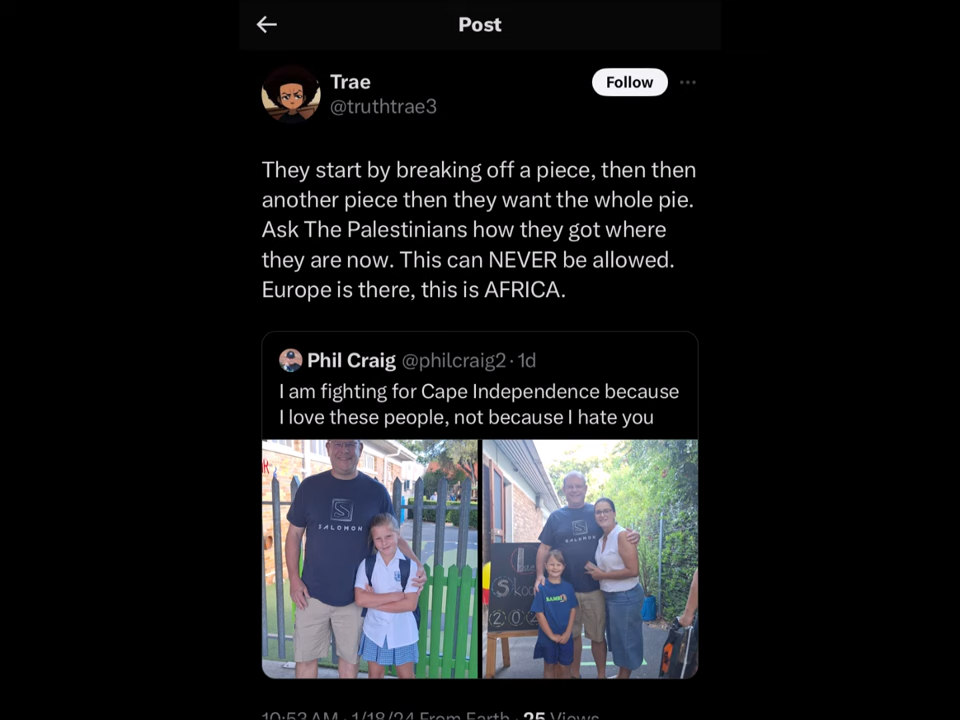 Post
Trae
Follow
@truthtrae3
They start by breaking off a piece, then then
another piece then they want the whole pie.
Ask The Palestinians how they got where
they are now. This can NEVER be allowed.
Europe is there, this is AFRICA.
Phil Craig @philcraig2 · 1d
I am fighting for Cape Independence because
I love these people, not because I hate you
SALOMON
SALOMON
10:53 AM · 1/18/24 From Earth · 25 Views